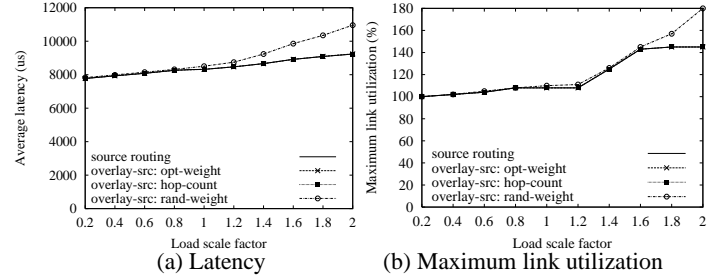 12000
10000
8000
6000
4000
2000
0
Average latency (us)
source routing
overlay-src: opt-weight
overlay-src: hop-count
overlay-src: rand-weight
0.2 0.4 0.6 0.8 1 1.2 1.4 1.6 1.8 2
Load scale factor
(a) Latency
180
160
140
120
100
80
60
40
20
0
Maximum link utilization (%)
source routing
overlay-src: opt-weight
overlay-src: hop-count
overlay-src: rand-weight
0.2 0.4 0.6 0.8 1 1.2 1.4 1.6 1.8 2
Load scale factor
(b) Maximum link utilization